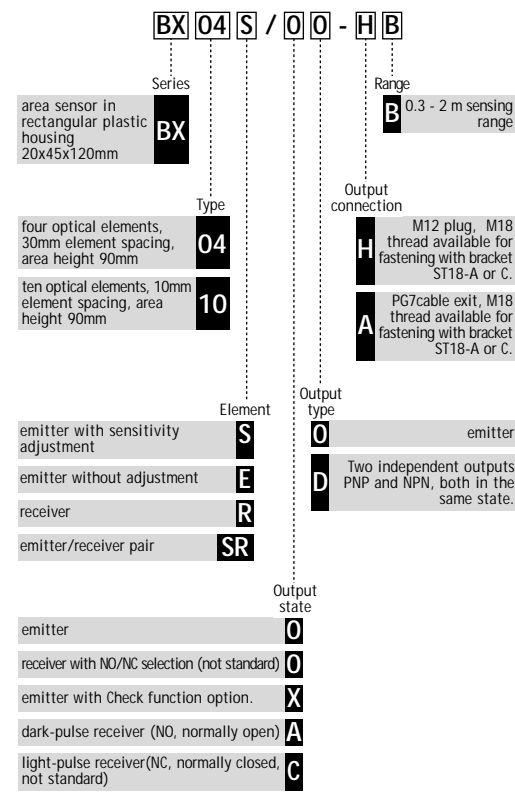 BX 04 S / 0 0 - H B
Series
area sensor in
rectangular plastic
housing
20x45x120mm
BX
Range
B
0.3 - 2 m sensing
range
Type
four optical elements,
30mm element spacing,
area height 90mm
04
ten optical elements, 10mm
element spacing, area
height 90mm
10
Output
connection
H
M12 plug, M18
thread available for
fastening with bracket
ST18-A or C.
A
PG7cable exit, M18
thread available for
fastening with bracket
ST18-A or C.
Element
emitter with sensitivity
adjustment
S
emitter without adjustment
E
receiver
R
emitter/receiver pair
SR
Output
type
0
emitter
D
Two independent outputs
PNP and NPN, both in the
same state.
Output
state
emitter
0
receiver with NO/NC selection (not standard)
0
emitter with Check function option.
X
dark-pulse receiver (NO, normally open)
A
light-pulse receiver(NC, normally closed,
not standard)
C